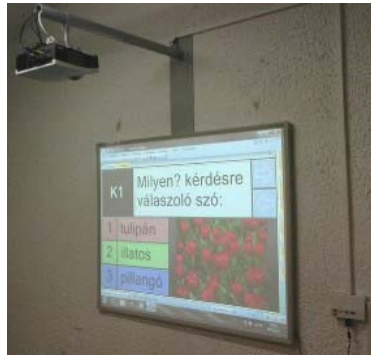 K1
Milyen? kérdésre
válaszoló szó:
1 tulipán
2 illatos
3 pillangó